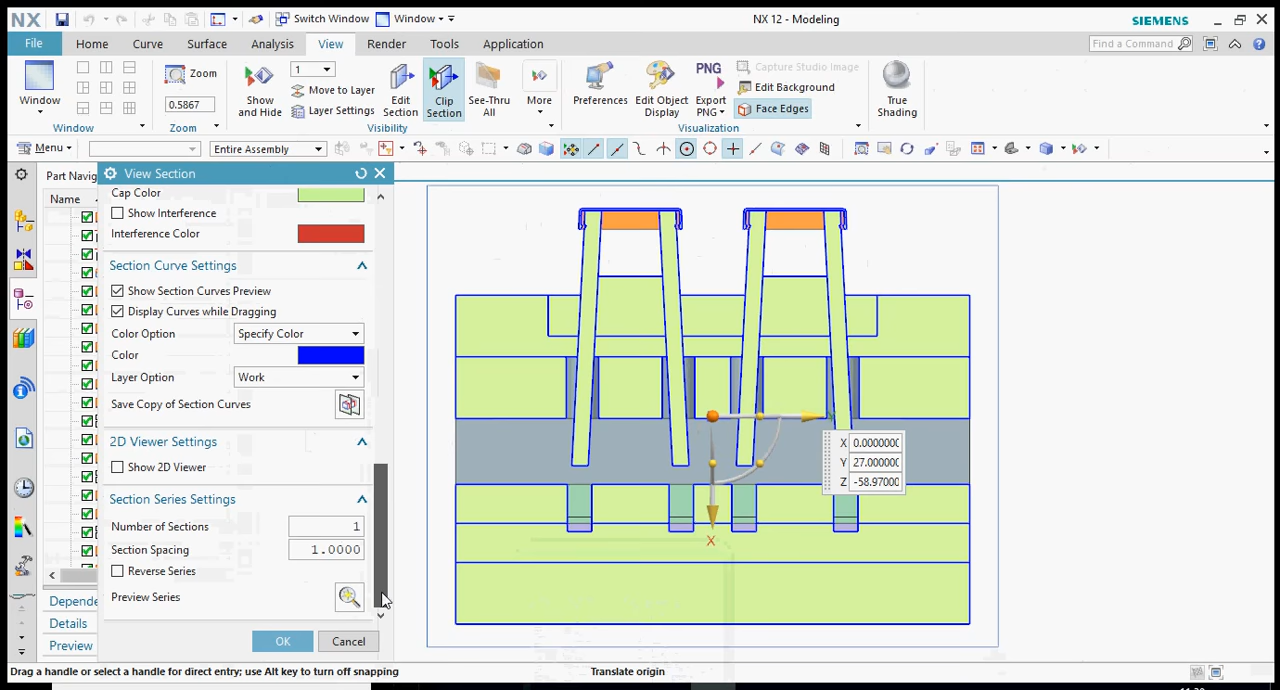 NX Switch Window Window NX 12 - Modeling SIEMENS
File Home Curve Surface Analysis View Render Tools Application Find a Command
Window
Zoom
0.5867
Show and Hide
1
Move to Layer
Layer Settings
Edit Section
Clip Section
See-Thru All
More
Preferences
Edit Object Display
Export PNG
PNG
Capture Studio Image
Edit Background
Face Edges
True Shading
Window Zoom Visibility Visualization
Menu Entire Assembly
Part Navig
Name
View Section
Cap Color
Show Interference
Interference Color
Section Curve Settings
Show Section Curves Preview
Display Curves while Dragging
Color Option Specify Color
Color
Layer Option Work
Save Copy of Section Curves
2D Viewer Settings
Show 2D Viewer
Section Series Settings
Number of Sections 1
Section Spacing 1.0000
Reverse Series
Preview Series
OK Cancel
Depende
Details
Preview
X 0.000000
Y 27.00000
Z -58.9700
X
Drag a handle or select a handle for direct entry; use Alt key to turn off snapping Translate origin